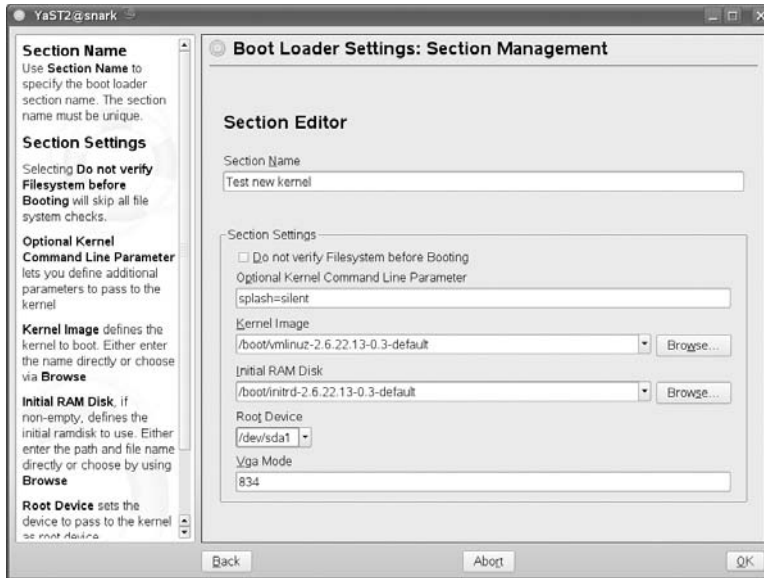 YaST2@snark
Section Name
Use Section Name to
specify the boot loader
section name. The section
name must be unique.
Section Settings
Selecting Do not verify
Filesystem before
Booting will skip all file
system checks.
Optional Kernel
Command Line Parameter
lets you define additional
parameters to pass to the
kernel
Kernel Image defines the
kernel to boot. Either enter
the name directly or choose
via Browse
Initial RAM Disk, if
non-empty, defines the
initial ramdisk to use. Either
enter the path and file name
directly or choose by using
Browse
Root Device sets the
device to pass to the kernel
as root device
Boot Loader Settings: Section Management
Section Editor
Section Name
Test new kernel
Section Settings
Do not verify Filesystem before Booting
Optional Kernel Command Line Parameter
splash=silent
Kernel Image
/boot/vmlinuz-2.6.22.13-0.3-default
Browse...
Initial RAM Disk
/boot/initrd-2.6.22.13-0.3-default
Browse...
Root Device
/dev/sda1
Vga Mode
834
Back
Abort
OK